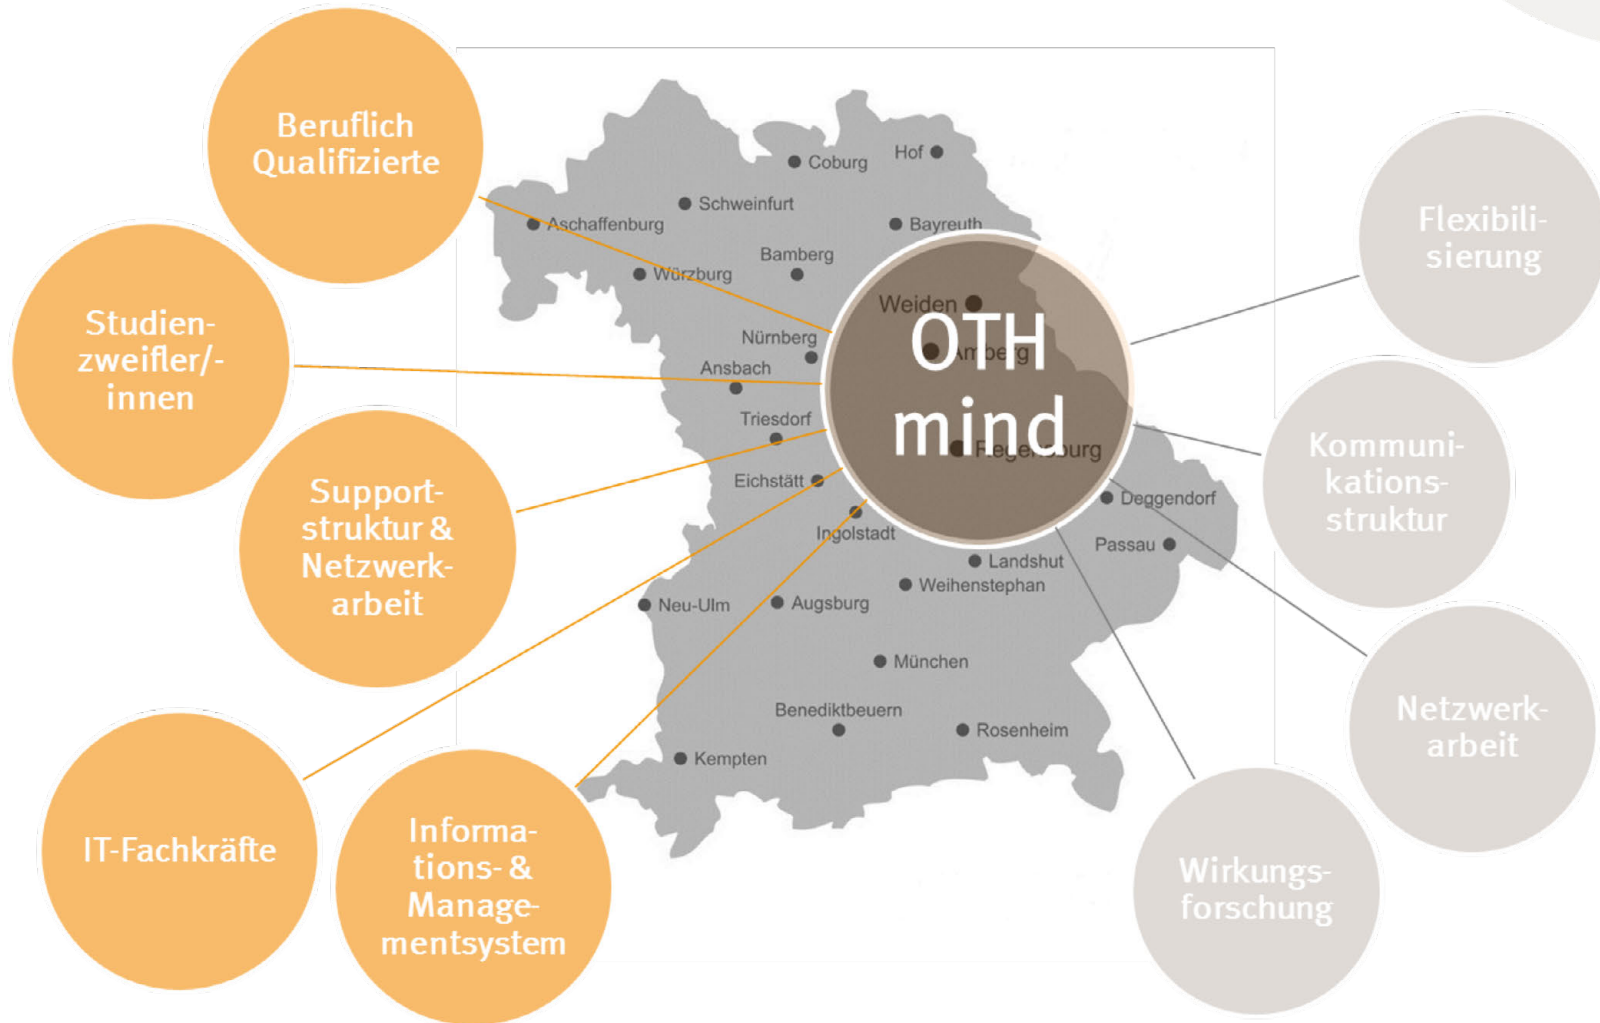 Beruflich
Qualifizierte
Studien-
zweifler/-
innen
Support-
struktur &
Netzwerk-
arbeit
IT-Fachkräfte
Informa-
tions- &
Manage-
mentsystem
Coburg
Hof
Schweinfurt
Aschaffenburg
Bayreuth
Bamberg
Würzburg
Weiden
OTH
mind
Nürnberg
Amberg
Ansbach
Triesdorf
Regensburg
Eichstätt
Deggendorf
Ingolstadt
Passau
Landshut
Weihenstephan
Neu-Ulm
Augsburg
München
Benediktbeuern
Rosenheim
Kempten
Flexibili-
sierung
Kommuni-
kations-
struktur
Netzwerk-
arbeit
Wirkungs-
forschung